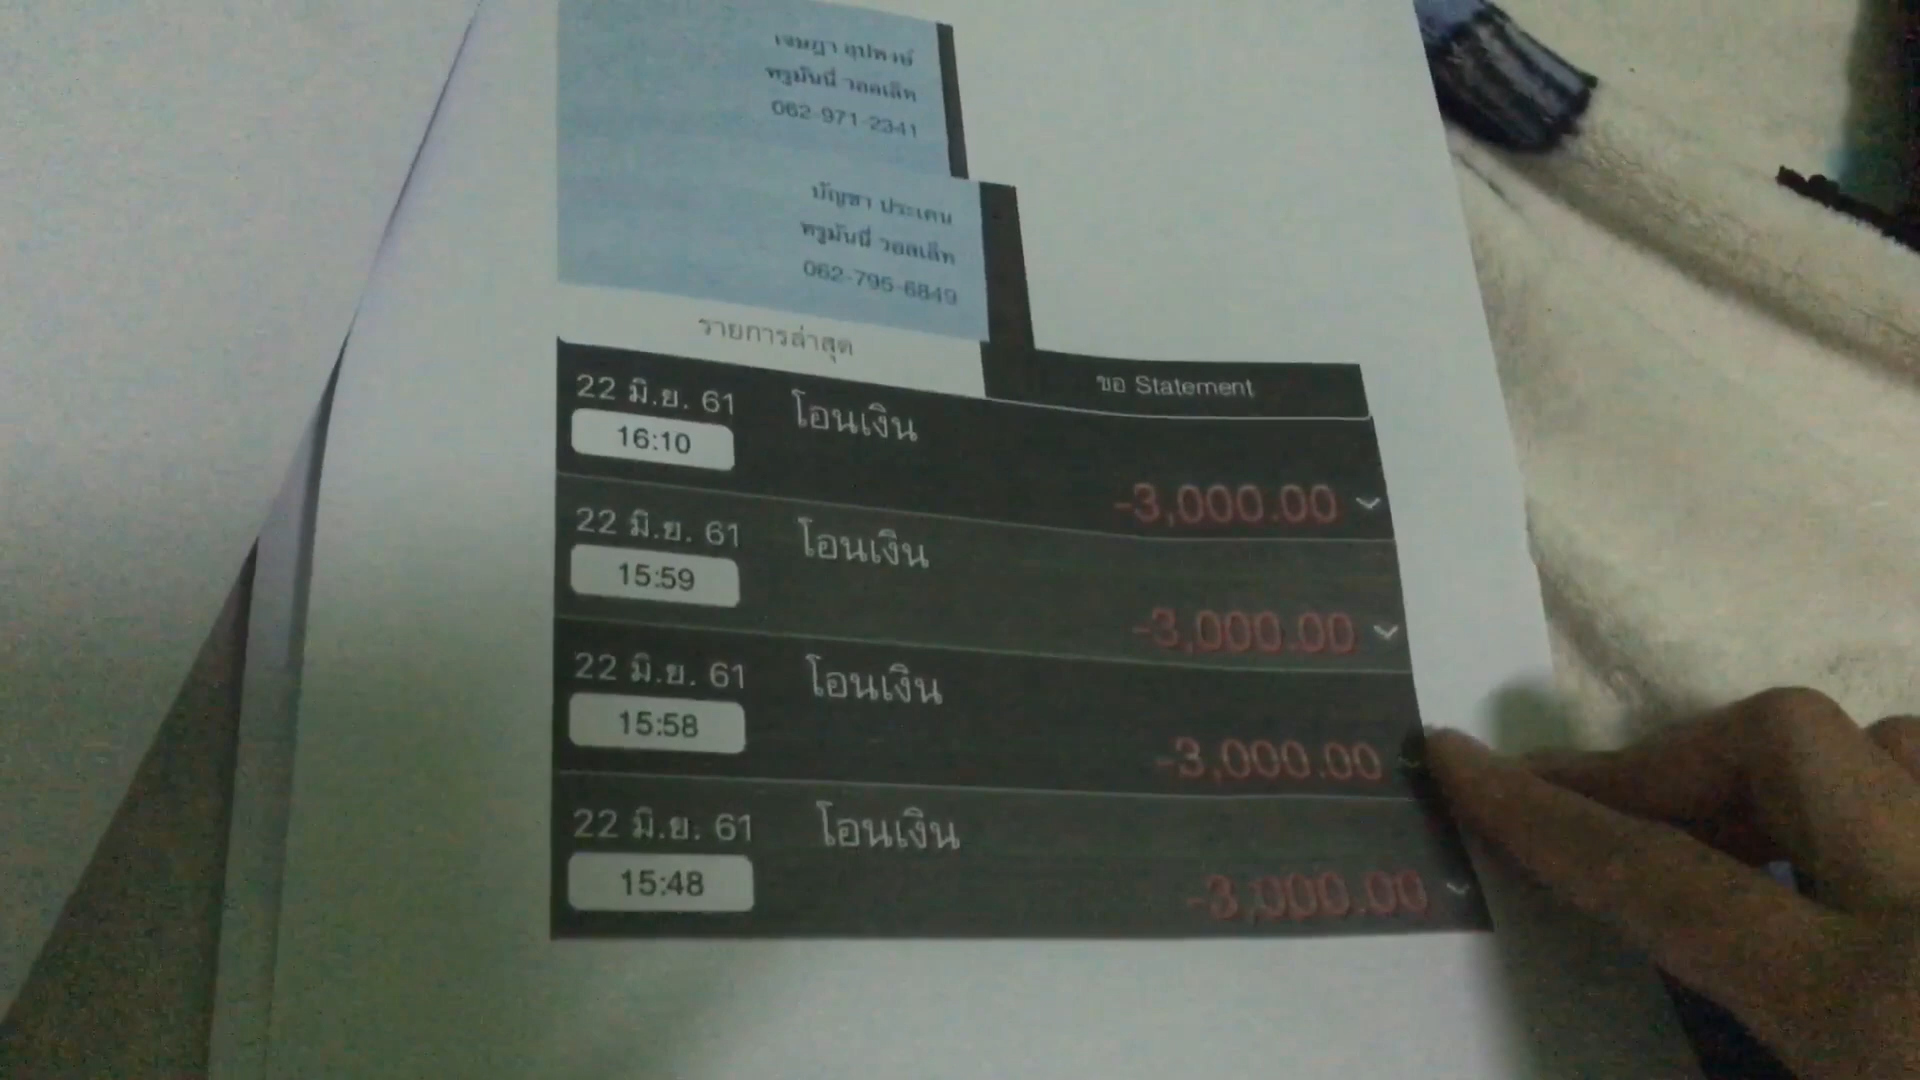 เจษฎา อุปพงษ์
ทรูมันนี่ วอลเล็ท
062-971-2341
บัญชา ประเคน
ทรูมันนี่ วอลเล็ท
062-795-6849
รายการล่าสุด
ขอ Statement
22 มิ.ย. 61 โอนเงิน
16:10
-3,000.00
22 มิ.ย. 61 โอนเงิน
15:59
-3,000.00
22 มิ.ย. 61 โอนเงิน
15:58
-3,000.00
22 มิ.ย. 61 โอนเงิน
15:48
-3,000.00